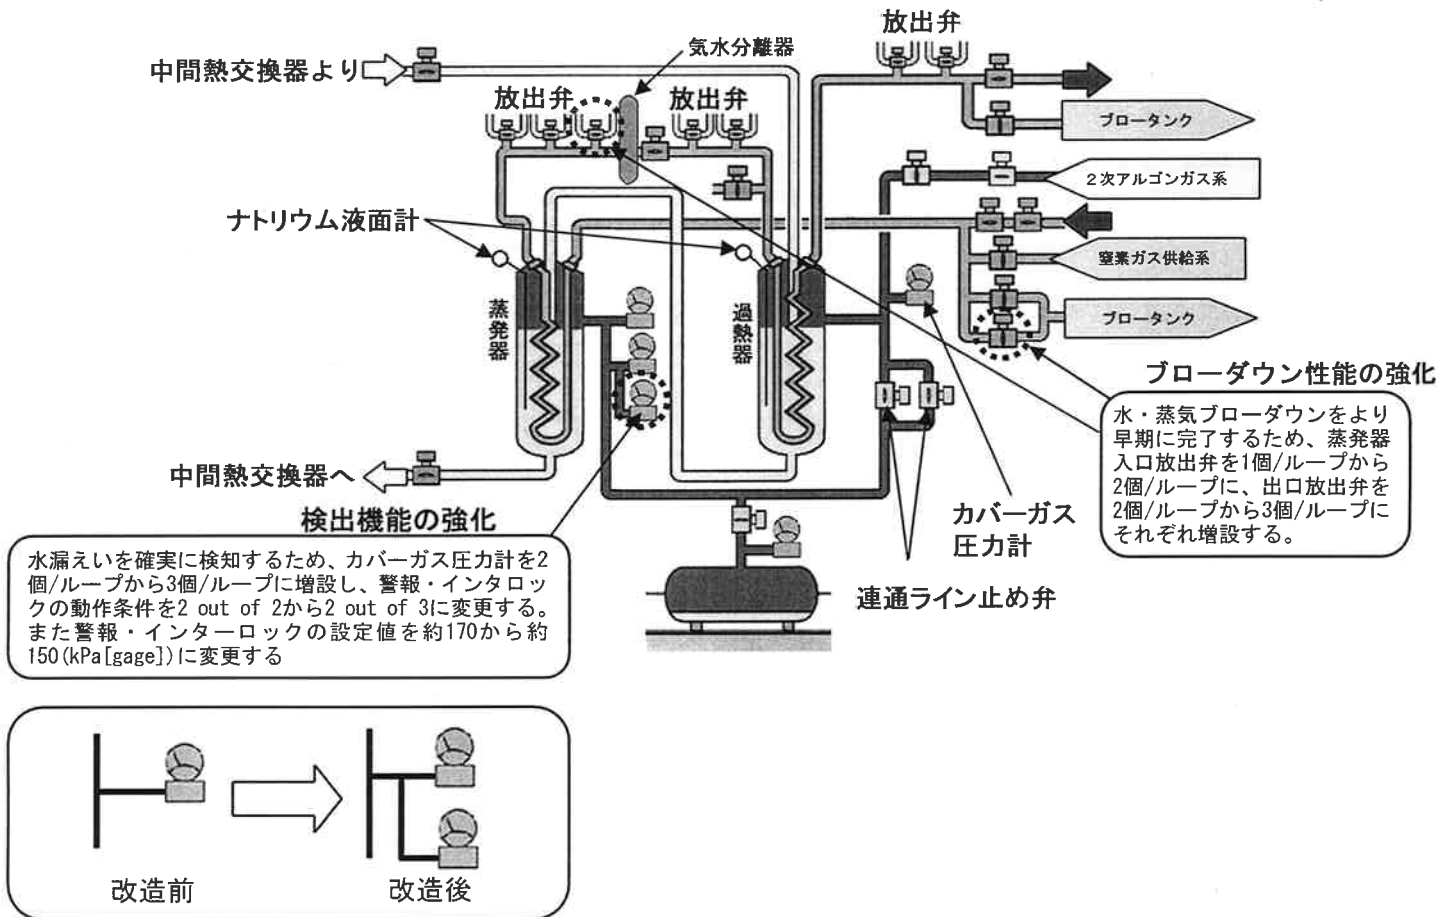 放出弁
気水分離器
中間熱交換器より
放出弁
放出弁
ブロータンク
2次アルゴンガス系
ナトリウム液面計
窒素ガス供給系
蒸発器
過熱器
ブロータンク
ブローダウン性能の強化
水・蒸気ブローダウンをより
早期に完了するため、蒸発器
入口放出弁を1個/ループから
2個/ループに、出口放出弁を
2個/ループから3個/ループに
それぞれ増設する。
中間熱交換器へ
カバーガス
圧力計
検出機能の強化
水漏えいを確実に検知するため、カバーガス圧力計を2
個/ループから3個/ループに増設し、警報・インタロッ
クの動作条件を2 out of 2から2 out of 3に変更する。
また警報・インターロックの設定値を約170から約
150(kPa[gage])に変更する
連通ライン止め弁
改造前
改造後